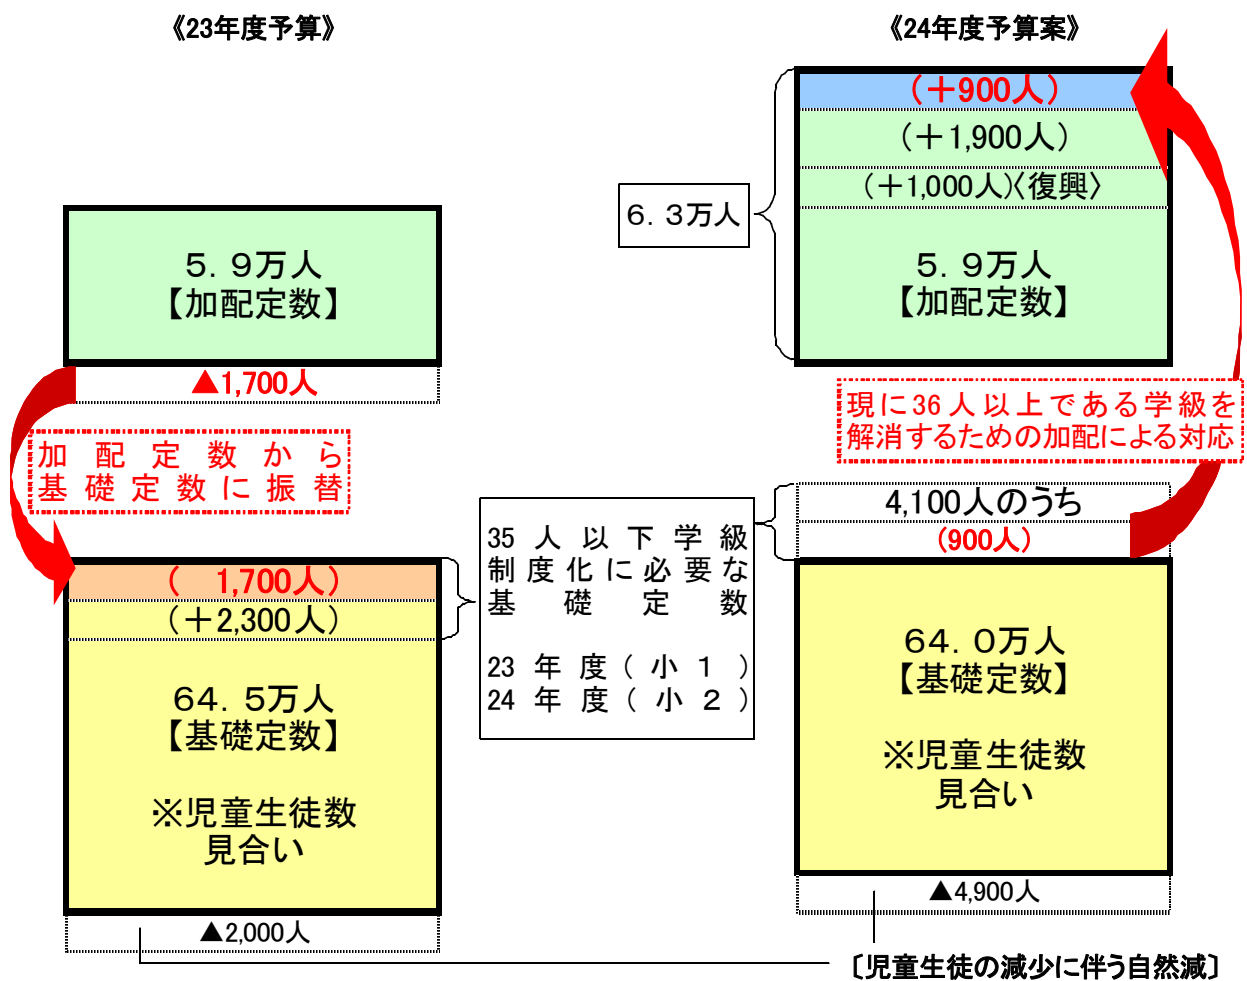 《23年度予算》
5．9万人
【加配定数】
▲1,700人
加配定数から
基礎定数に振替
（　1,700人）
（＋2,300人）
64．5万人
【基礎定数】
※児童生徒数
見合い
▲2,000人
35人以下学級
制度化に必要な
基礎定数
23年度（小１）
24年度（小２）
《24年度予算案》
（＋900人）
（＋1,900人）
（＋1,000人）〈復興〉
6．3万人
5．9万人
【加配定数】
現に36人以上である学級を
解消するための加配による対応
4,100人のうち
（900人）
64．0万人
【基礎定数】
※児童生徒数
見合い
▲4,900人
〔児童生徒の減少に伴う自然減〕